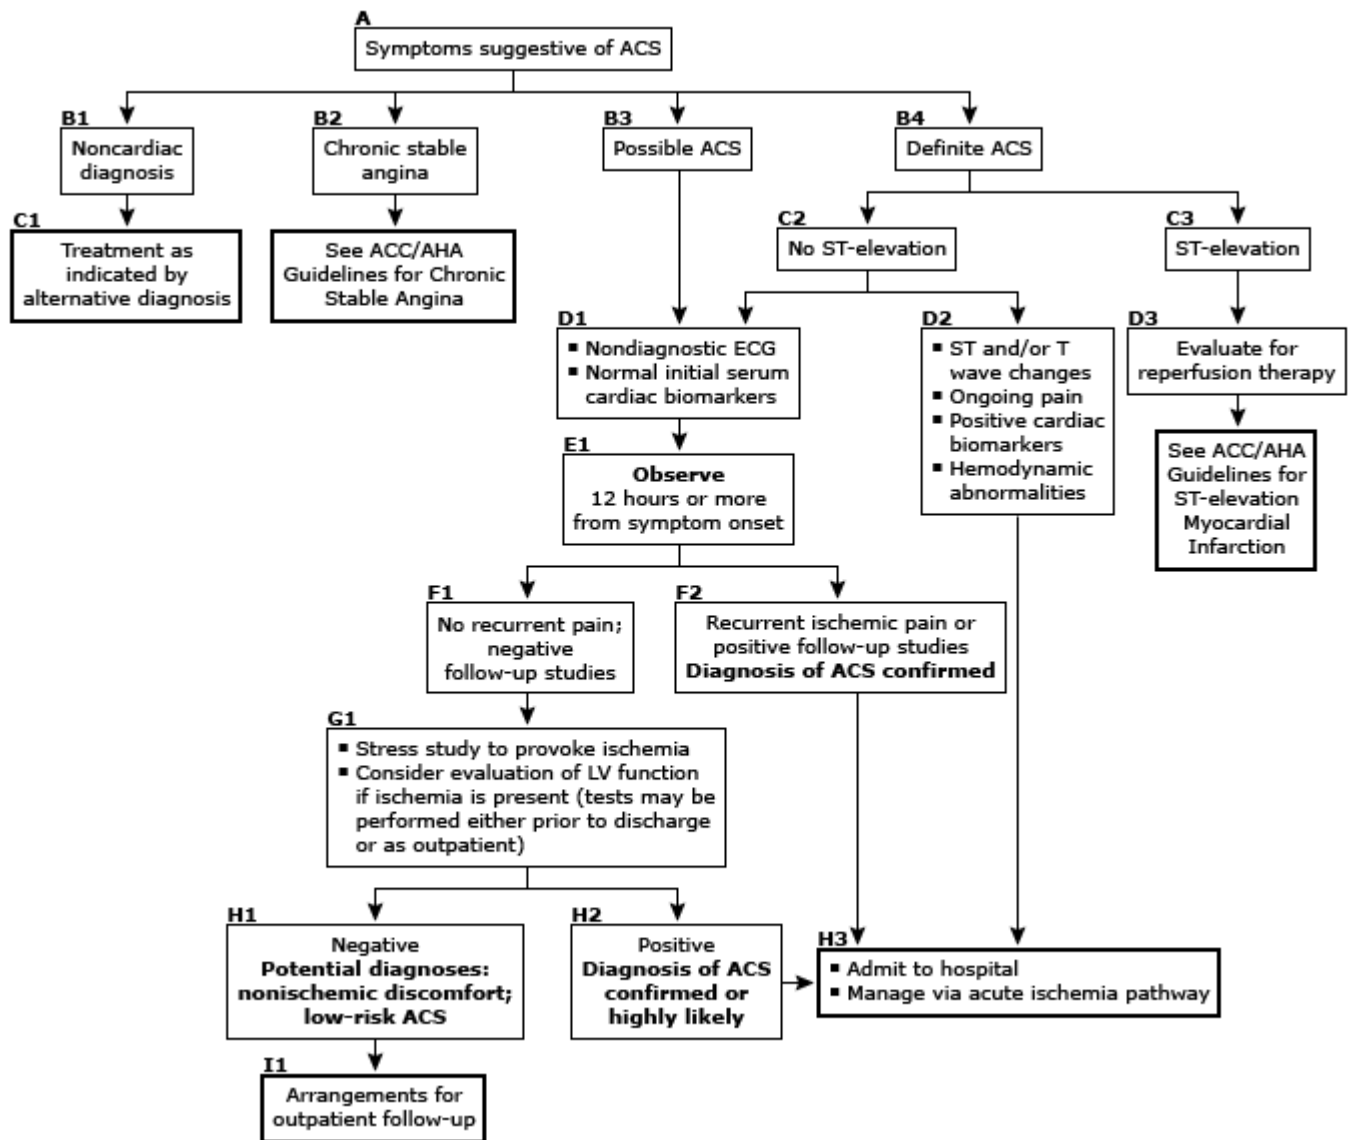 A
Symptoms suggestive of ACS
B1
Noncardiac
diagnosis
B2
Chronic stable
angina
B3
Possible ACS
B4
Definite ACS
C1
Treatment as
indicated by
alternative diagnosis
See ACC/AHA
Guidelines for Chronic
Stable Angina
C2
No ST-elevation
C3
ST-elevation
D1
▪ Nondiagnostic ECG
▪ Normal initial serum
cardiac biomarkers
D2
▪ ST and/or T
wave changes
▪ Ongoing pain
▪ Positive cardiac
biomarkers
▪ Hemodynamic
abnormalities
D3
Evaluate for
reperfusion therapy
See ACC/AHA
Guidelines for
ST-elevation
Myocardial
Infarction
E1
Observe
12 hours or more
from symptom onset
F1
No recurrent pain;
negative
follow-up studies
F2
Recurrent ischemic pain or
positive follow-up studies
Diagnosis of ACS confirmed
G1
▪ Stress study to provoke ischemia
▪ Consider evaluation of LV function
if ischemia is present (tests may be
performed either prior to discharge
or as outpatient)
H1
Negative
Potential diagnoses:
nonischemic discomfort;
low-risk ACS
H2
Positive
Diagnosis of ACS
confirmed or
highly likely
H3
▪ Admit to hospital
▪ Manage via acute ischemia pathway
I1
Arrangements for
outpatient follow-up